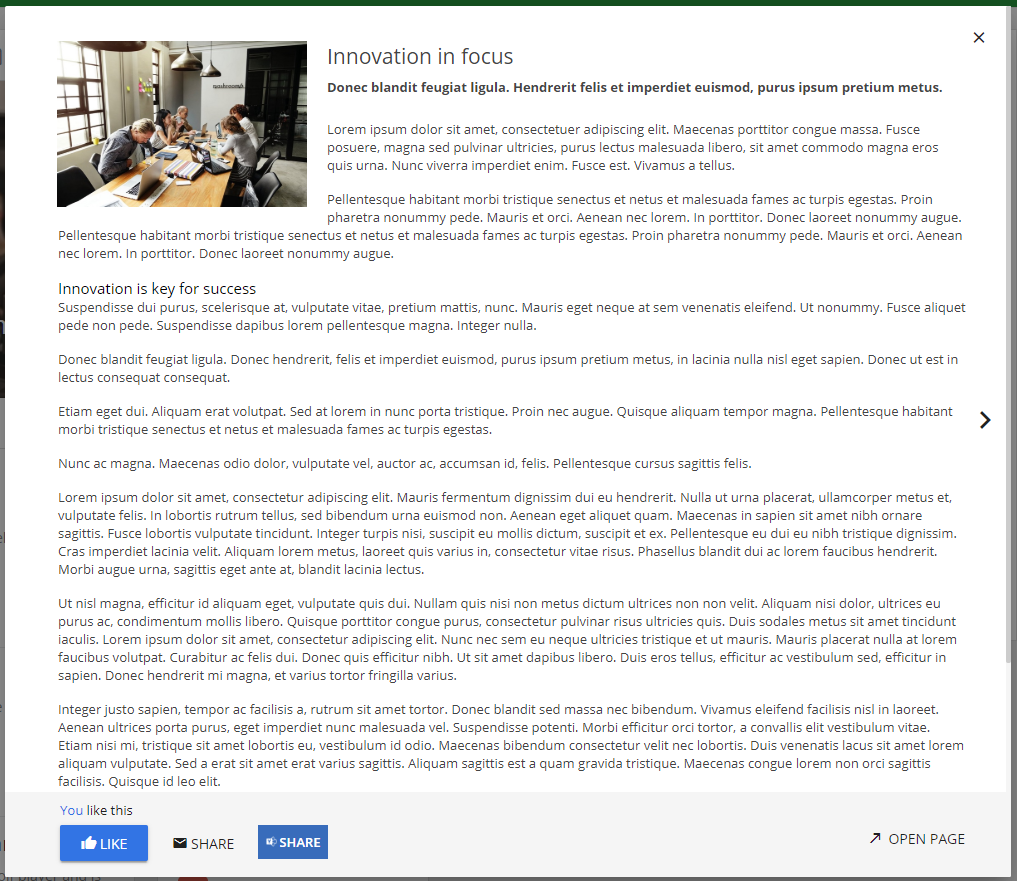 Innovation in focus
Donec blandit feugiat ligula. Hendrerit felis et imperdiet euismod, purus ipsum pretium metus.
Lorem ipsum dolor sit amet, consectetuer adipiscing elit. Maecenas porttitor congue massa. Fusce
posuere, magna sed pulvinar ultricies, purus lectus malesuada libero, sit amet commodo magna eros
quis urna. Nunc viverra imperdiet enim. Fusce est. Vivamus a tellus.
Pellentesque habitant morbi tristique senectus et netus et malesuada fames ac turpis egestas. Proin
pharetra nonummy pede. Mauris et orci. Aenean nec lorem. In porttitor. Donec laoreet nonummy augue.
Pellentesque habitant morbi tristique senectus et netus et malesuada fames ac turpis egestas. Proin pharetra nonummy pede. Mauris et orci. Aenean
nec lorem. In porttitor. Donec laoreet nonummy augue.
Innovation is key for success
Suspendisse dui purus, scelerisque at, vulputate vitae, pretium mattis, nunc. Mauris eget neque at sem venenatis eleifend. Ut nonummy. Fusce aliquet
pede non pede. Suspendisse dapibus lorem pellentesque magna. Integer nulla.
Donec blandit feugiat ligula. Donec hendrerit, felis et imperdiet euismod, purus ipsum pretium metus, in lacinia nulla nisl eget sapien. Donec ut est in
lectus consequat consequat.
Etiam eget dui. Aliquam erat volutpat. Sed at lorem in nunc porta tristique. Proin nec augue. Quisque aliquam tempor magna. Pellentesque habitant
morbi tristique senectus et netus et malesuada fames ac turpis egestas.
Nunc ac magna. Maecenas odio dolor, vulputate vel, auctor ac, accumsan id, felis. Pellentesque cursus sagittis felis.
Lorem ipsum dolor sit amet, consectetur adipiscing elit. Mauris fermentum dignissim dui eu hendrerit. Nulla ut urna placerat, ullamcorper metus et,
vulputate felis. In lobortis rutrum tellus, sed bibendum urna euismod non. Aenean eget aliquet quam. Maecenas in sapien sit amet nibh ornare
sagittis. Fusce lobortis vulputate tincidunt. Integer turpis nisi, suscipit eu mollis dictum, suscipit et ex. Pellentesque eu dui eu nibh tristique dignissim.
Cras imperdiet lacinia velit. Aliquam lorem metus, laoreet quis varius in, consectetur vitae risus. Phasellus blandit dui ac lorem faucibus hendrerit.
Morbi augue urna, sagittis eget ante at, blandit lacinia lectus.
Ut nisl magna, efficitur id aliquam eget, vulputate quis dui. Nullam quis nisi non metus dictum ultrices non non velit. Aliquam nisi dolor, ultrices eu
purus ac, condimentum mollis libero. Quisque porttitor congue purus, consectetur pulvinar risus ultricies quis. Duis sodales metus sit amet tincidunt
iaculis. Lorem ipsum dolor sit amet, consectetur adipiscing elit. Nunc nec sem eu neque ultricies tristique et ut mauris. Mauris placerat nulla at lorem
faucibus volutpat. Curabitur ac felis dui. Donec quis efficitur nibh. Ut sit amet dapibus libero. Duis eros tellus, efficitur ac vestibulum sed, efficitur in
sapien. Donec hendrerit mi magna, et varius tortor fringilla varius.
Integer justo sapien, tempor ac facilisis a, rutrum sit amet tortor. Donec blandit sed massa nec bibendum. Vivamus eleifend facilisis nisl in laoreet.
Aenean ultrices porta purus, eget imperdiet nunc malesuada vel. Suspendisse potenti. Morbi efficitur orci tortor, a convallis elit vestibulum vitae.
Etiam nisi mi, tristique sit amet lobortis eu, vestibulum id odio. Maecenas bibendum consectetur velit nec lobortis. Duis venenatis lacus sit amet lorem
aliquam vulputate. Sed a erat sit amet erat varius sagittis. Aliquam sagittis est a quam gravida tristique. Maecenas congue lorem non orci sagittis
facilisis. Quisque id leo elit.
You like this
LIKE SHARE SHARE OPEN PAGE